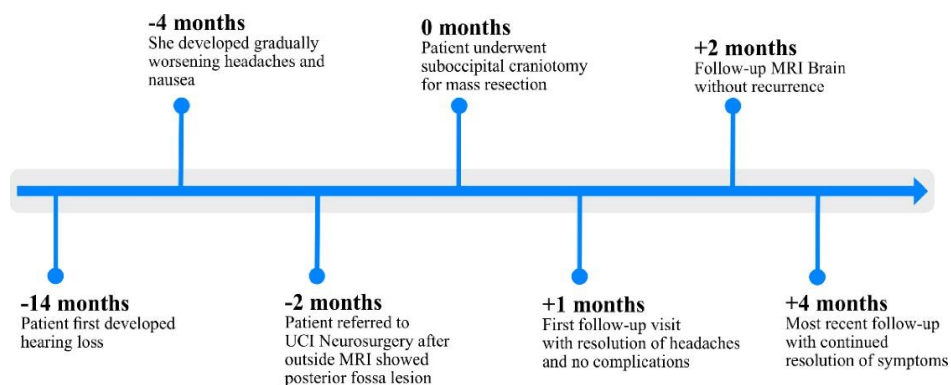 -4 months
She developed gradually
worsening headaches and
nausea
0 months
Patient underwent
suboccipital craniotomy
for mass resection
+2 months
Follow-up MRI Brain
without recurrence
-14 months
Patient first developed
hearing loss
-2 months
Patient referred to
UCI Neurosurgery after
outside MRI showed
posterior fossa lesion
+1 months
First follow-up visit
with resolution of headaches
and no complications
+4 months
Most recent follow-up
with continued
resolution of symptoms